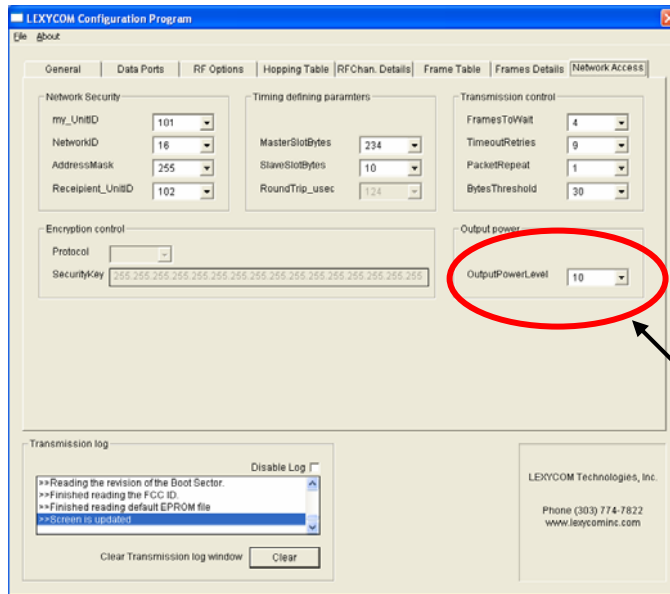 LEXYCOM Configuration Program
File About
General Data Ports RF Options Hopping Table RFChan. Details Frame Table Frames Details Network Access
Network Security
my_UnitID 101
NetworkID 16
AddressMask 255
Receipient_UnitID 102
Timing defining paramters
MasterSlotBytes 234
SlaveSlotBytes 10
RoundTrip_usec 124
Transmission control
FramesToWait 4
TimeoutRetries 9
PacketRepeat 1
BytesThreshold 30
Encryption control
Protocol
SecurityKey 255.255.255.255.255.255.255.255.255.255.255.255.255.255.255.255
Output power
OutputPowerLevel 10
Transmission log
Disable Log
>>Reading the revision of the Boot Sector.
>>Finished reading the FCC ID.
>>Finished reading default EPROM file
>>Screen is updated
Clear Transmission log window Clear
LEXYCOM Technologies, Inc.
Phone (303) 774-7822
www.lexycominc.com